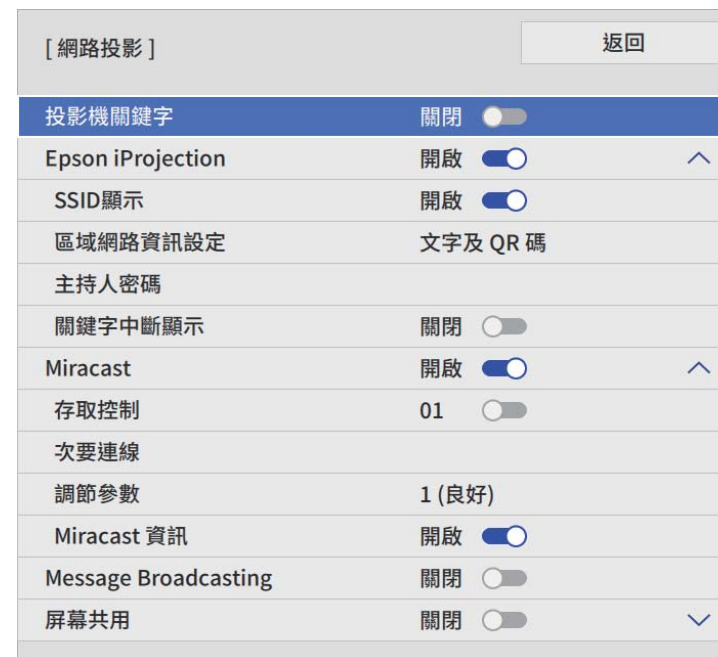 [ 網路投影 ] 返回
投影機關鍵字 關閉
Epson iProjection 開啟
SSID顯示 開啟
區域網路資訊設定 文字及 QR 碼
主持人密碼
關鍵字中斷顯示 關閉
Miracast 開啟
存取控制 01
次要連線
調節參數 1 (良好)
Miracast 資訊 開啟
Message Broadcasting 關閉
屏幕共用 關閉